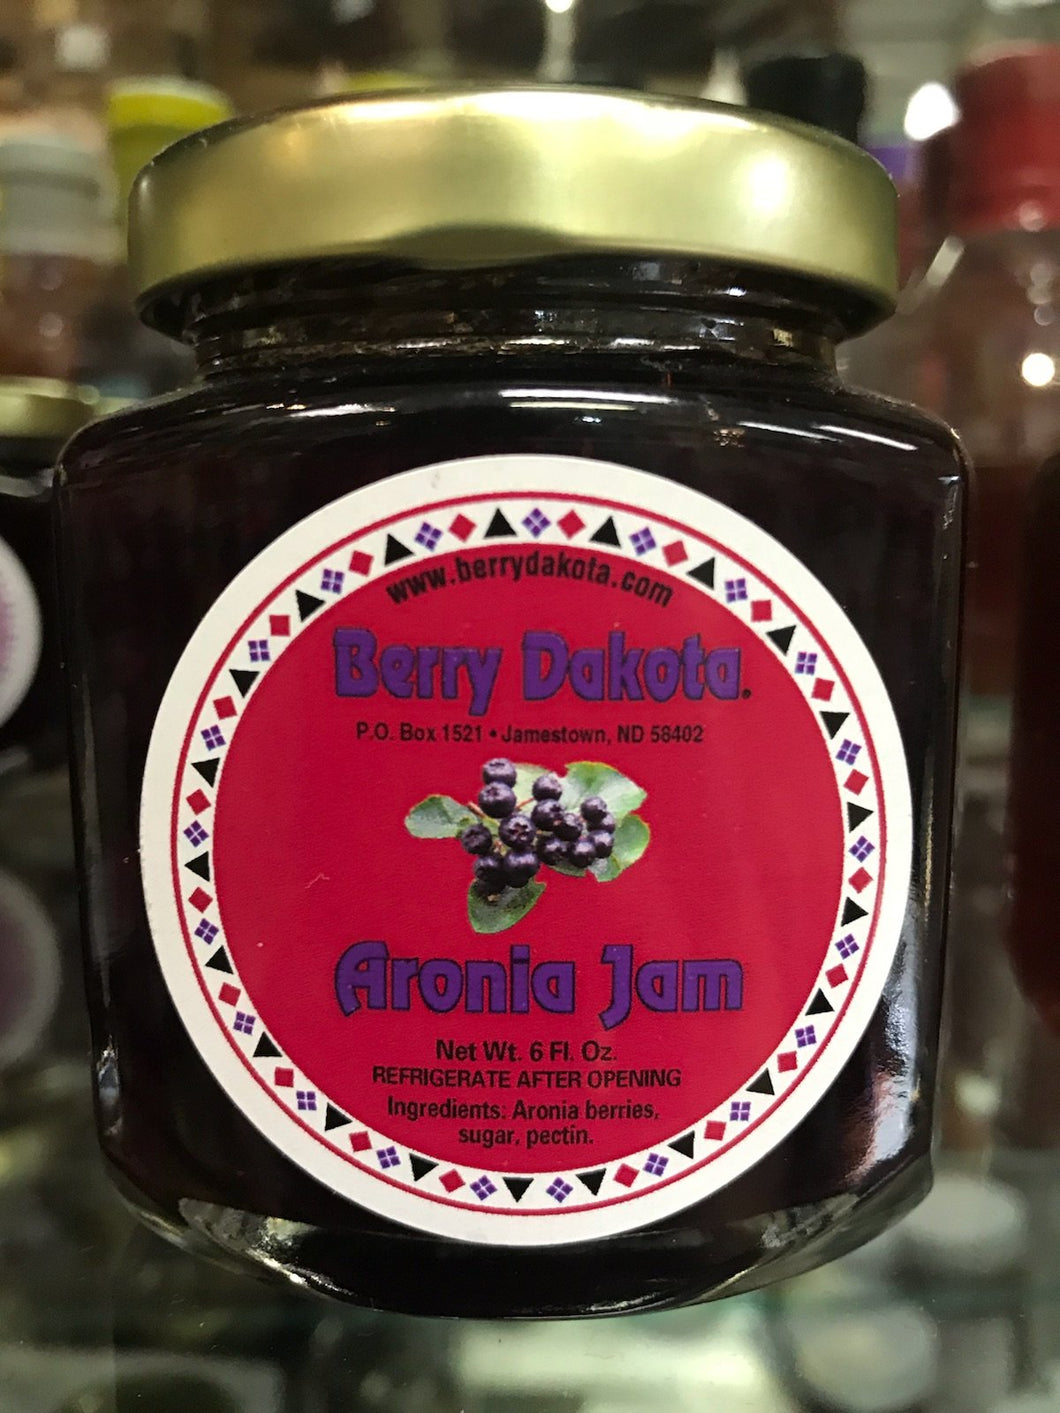 www.berrydakota.com
Berry Dakota®
P.O. Box 1521 • Jamestown, ND 58402
Aronia Jam
Net Wt. 6 Fl. Oz.
REFRIGERATE AFTER OPENING
Ingredients: Aronia berries,
sugar, pectin.